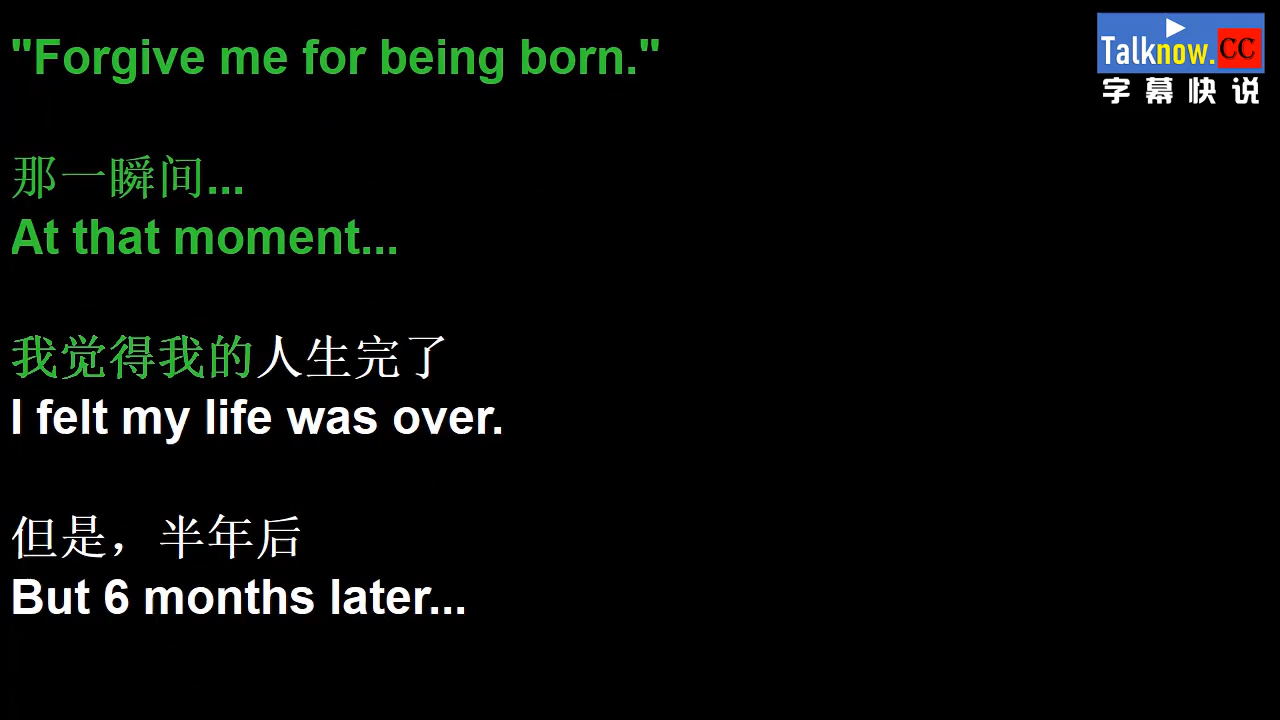 "Forgive me for being born."
Talknow.CC
字幕快说
那一瞬间...
At that moment...
我觉得我的人生完了
I felt my life was over.
但是，半年后
But 6 months later...